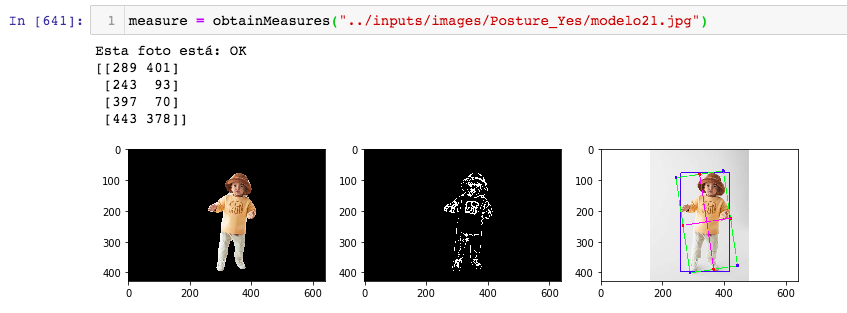 In [641]: 1 measure = obtainMeasures("../inputs/images/Posture_Yes/modelo21.jpg")
Esta foto está: OK
[[289 401]
 [243  93]
 [397  70]
 [443 378]]
0 0 0
100 100 100
200 200 200
300 300 300
400 400 400
0 200 400 600 0 200 400 600 0 200 400 600